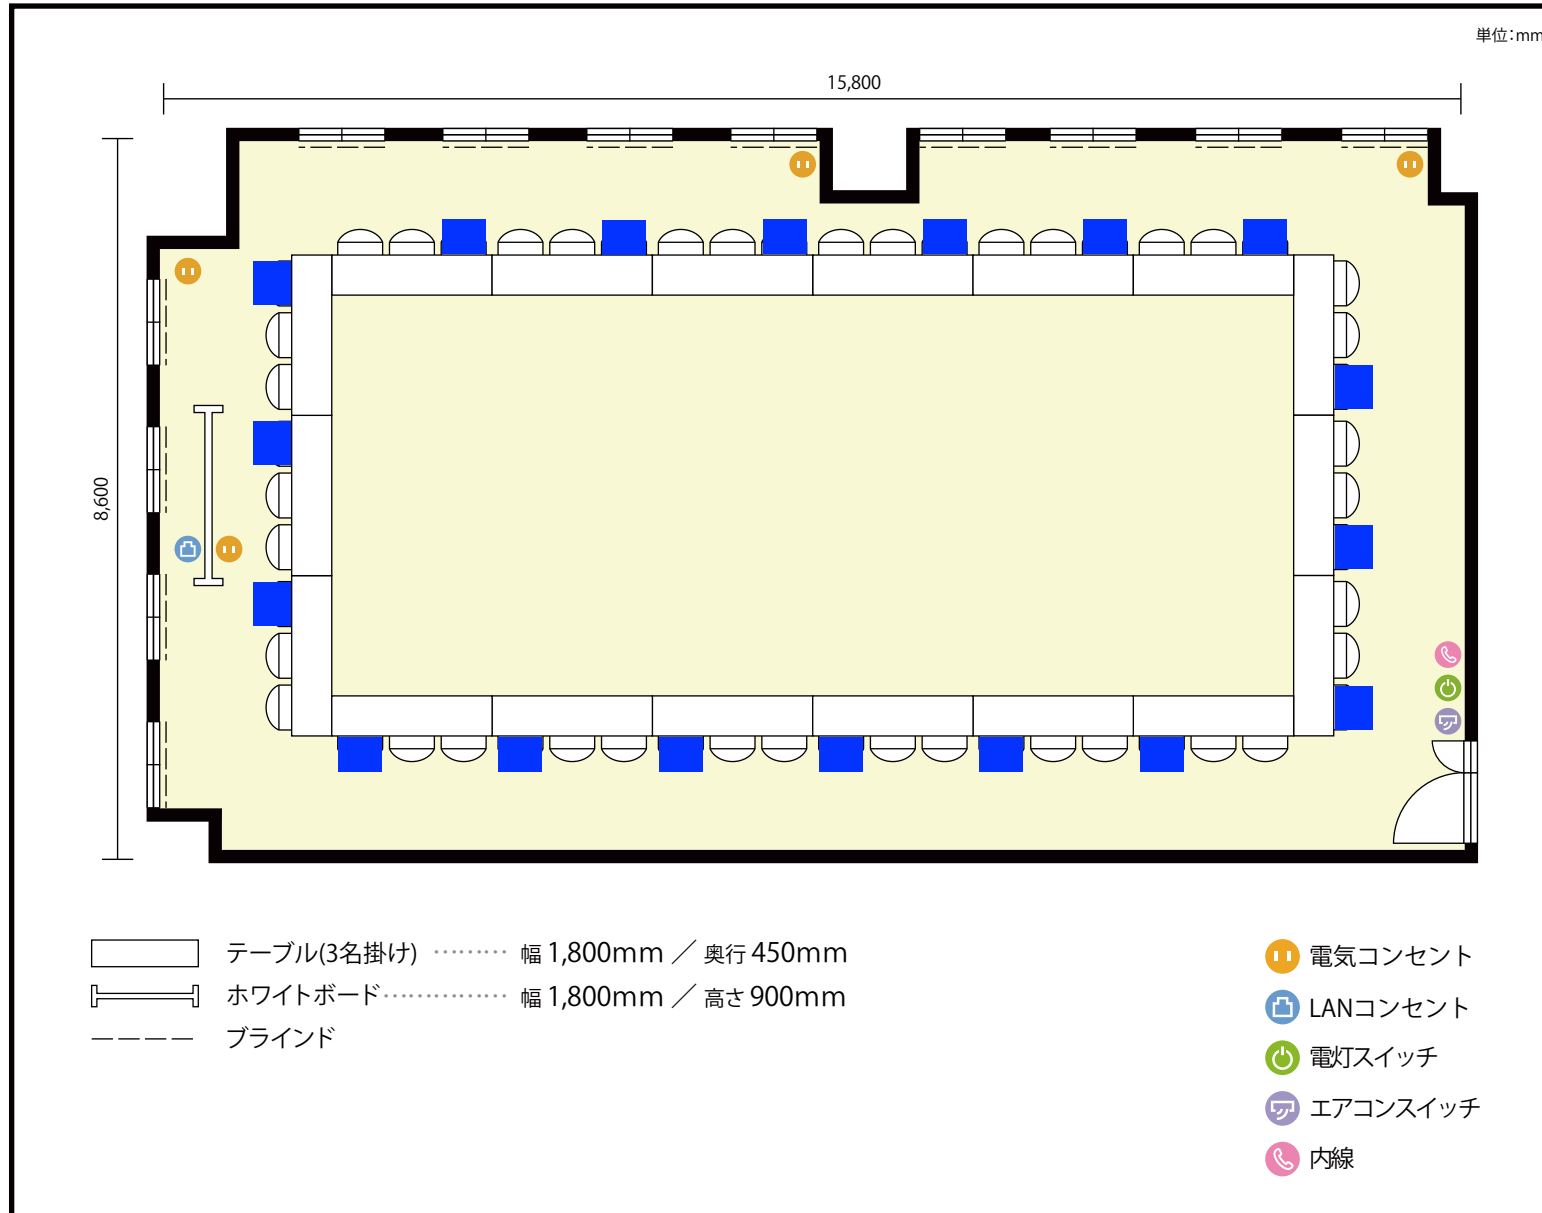 単位：mm
15,800
8,600
テーブル(3名掛け) ……… 幅 1,800mm ／ 奥行 450mm
ホワイトボード…………… 幅 1,800mm ／ 高さ 900mm
ブラインド
電気コンセント
LANコンセント
電灯スイッチ
エアコンスイッチ
内線